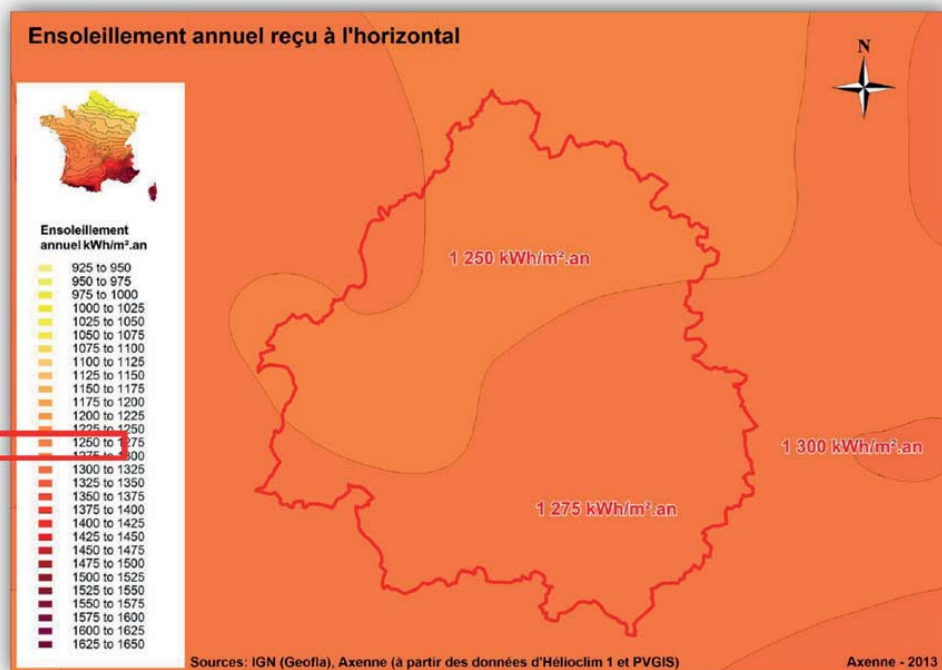 Ensoleillement annuel reçu à l'horizontal
N
Ensoleillement
annuel kWh/m².an
925 to 950
950 to 975
975 to 1000
1000 to 1025
1025 to 1050
1050 to 1075
1075 to 1100
1100 to 1125
1125 to 1150
1150 to 1175
1175 to 1200
1200 to 1225
1225 to 1250
1250 to 1275
1275 to 1300
1300 to 1325
1325 to 1350
1350 to 1375
1375 to 1400
1400 to 1425
1425 to 1450
1450 to 1475
1475 to 1500
1500 to 1525
1525 to 1550
1550 to 1575
1575 to 1600
1600 to 1625
1625 to 1650
1 250 kWh/m².an
1 300 kWh/m².an
1 275 kWh/m².an
Sources: IGN (Geofla), Axenne (à partir des données d'Hélioclim 1 et PVGIS)
Axenne - 2013